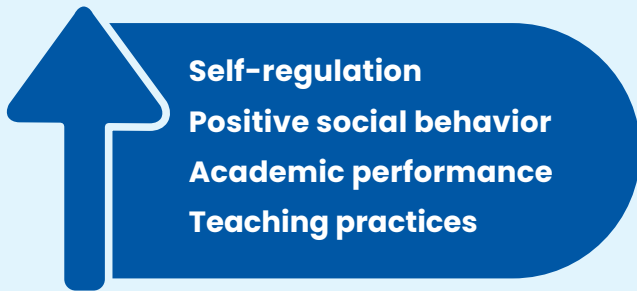 Self-regulation
Positive social behavior
Academic performance
Teaching practices